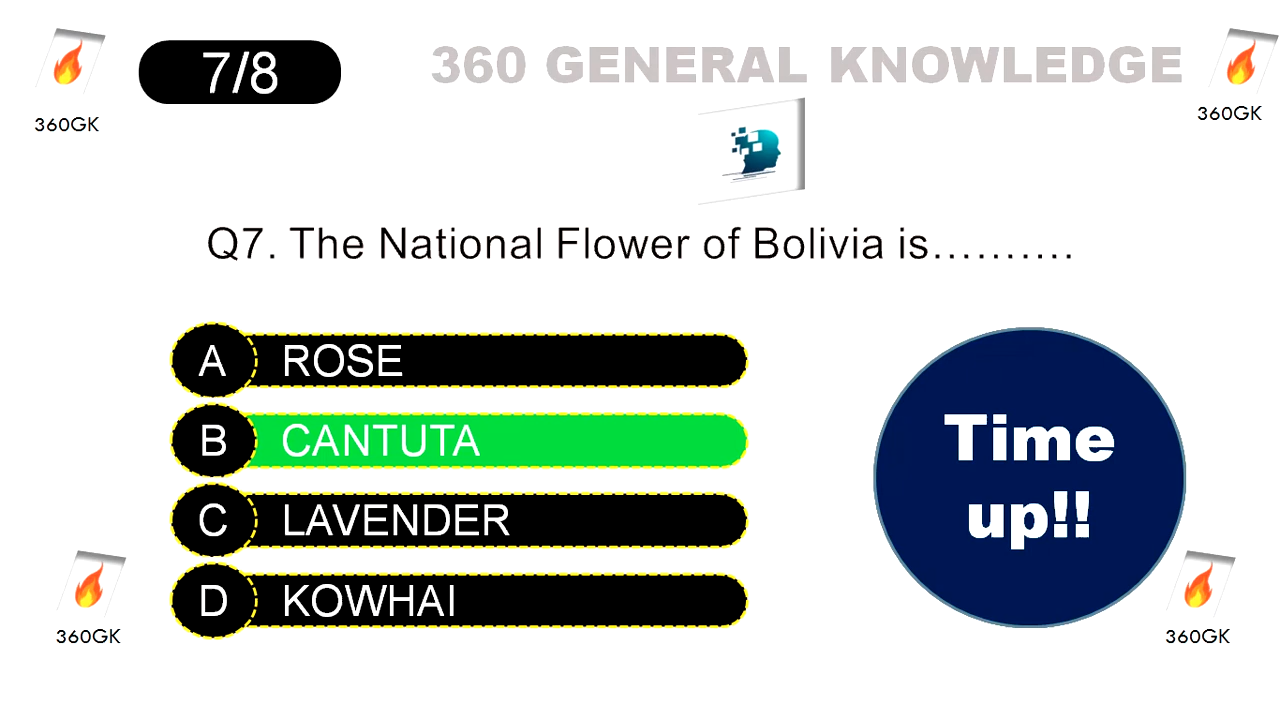 360GK
7/8
360 GENERAL KNOWLEDGE
360GK
Q7. The National Flower of Bolivia is..........
A ROSE
B CANTUTA
C LAVENDER
D KOWHAI
Time
up!!
360GK
360GK